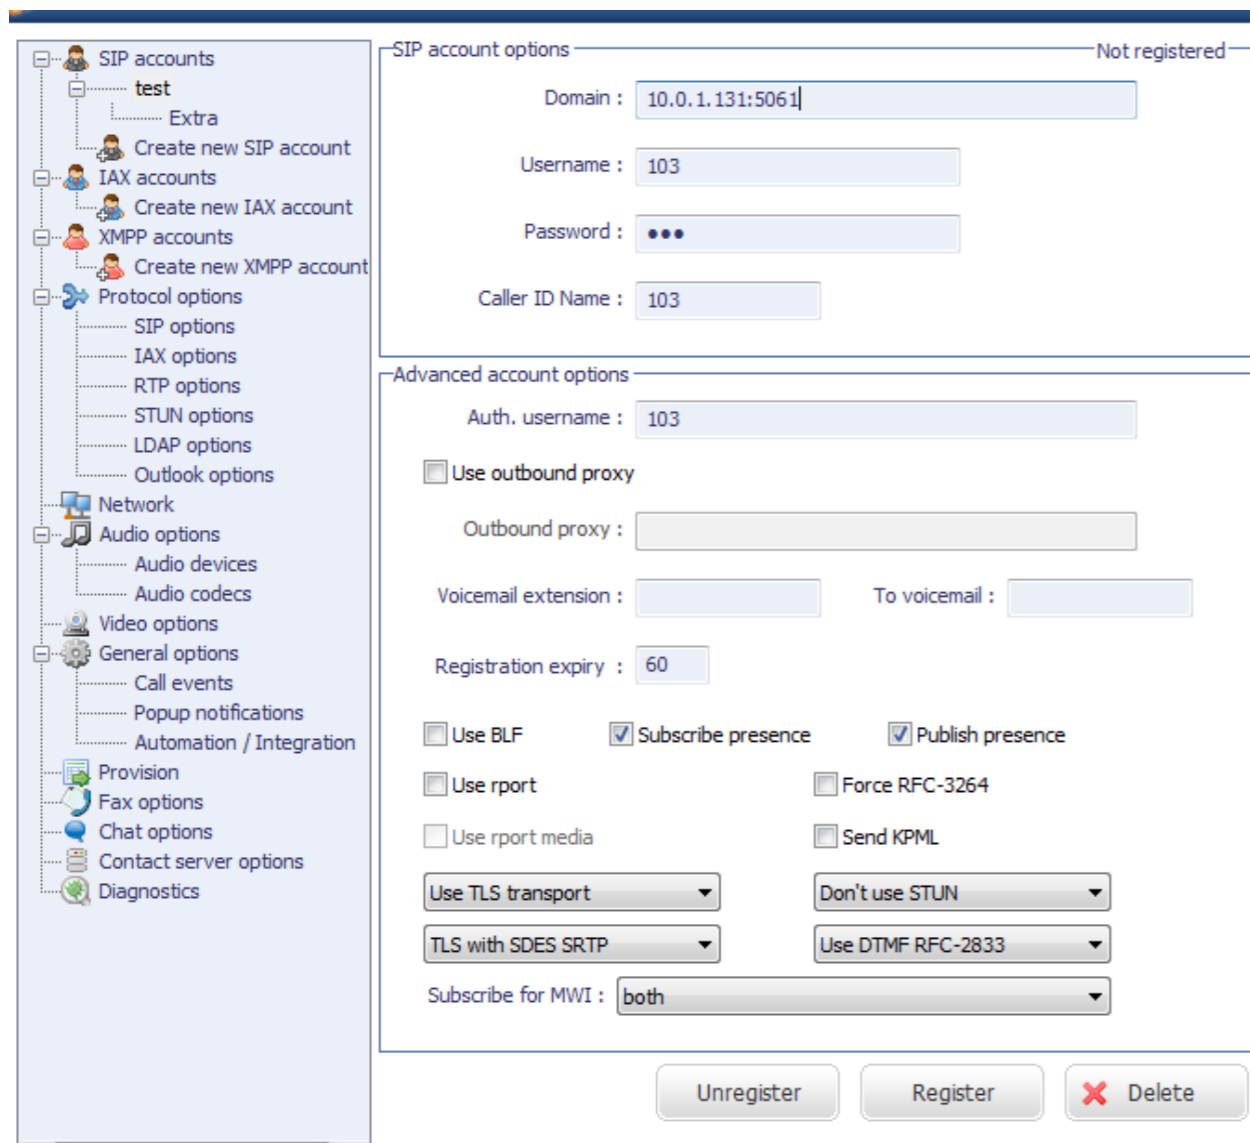 SIP accounts
test
Extra
Create new SIP account
IAX accounts
Create new IAX account
XMPP accounts
Create new XMPP account
Protocol options
SIP options
IAX options
RTP options
STUN options
LDAP options
Outlook options
Network
Audio options
Audio devices
Audio codecs
Video options
General options
Call events
Popup notifications
Automation / Integration
Provision
Fax options
Chat options
Contact server options
Diagnostics
SIP account options Not registered
Domain : 10.0.1.131:5061
Username : 103
Password : •••
Caller ID Name : 103
Advanced account options
Auth. username : 103
Use outbound proxy
Outbound proxy :
Voicemail extension : To voicemail :
Registration expiry : 60
Use BLF Subscribe presence Publish presence
Use rport Force RFC-3264
Use rport media Send KPML
Use TLS transport Don't use STUN
TLS with SDES SRTP Use DTMF RFC-2833
Subscribe for MWI : both
Unregister Register Delete